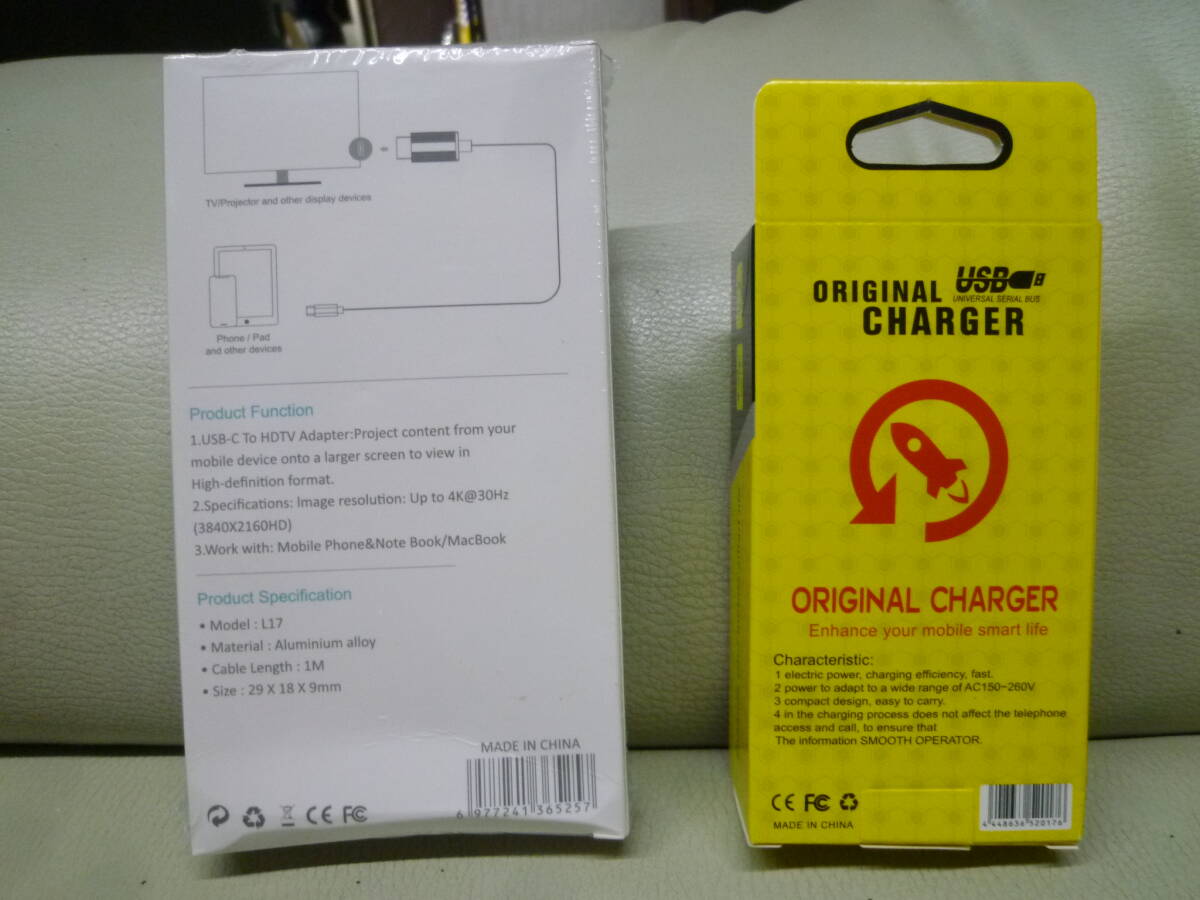 TV/Projector and other display devices
Phone / Pad
and other devices
Product Function
1.USB-C To HDTV Adapter:Project content from your
mobile device onto a larger screen to view in
High-definition format.
2.Specifications: Image resolution: Up to 4K@30Hz
(3840X2160HD)
3.Work with: Mobile Phone&Note Book/MacBook
Product Specification
• Model : L17
• Material : Aluminium alloy
• Cable Length : 1M
• Size : 29 X 18 X 9mm
MADE IN CHINA
6 977241 365257
CE FC
ORIGINAL USB
UNIVERSAL SERIAL BUS
CHARGER
ORIGINAL CHARGER
Enhance your mobile smart life
Characteristic:
1 electric power, charging efficiency, fast.
2 power to adapt to a wide range of AC150~260V
3 compact design, easy to carry.
4 in the charging process does not affect the telephone
access and call, to ensure that
The information SMOOTH OPERATOR.
CE FC
MADE IN CHINA
4 448636 520176